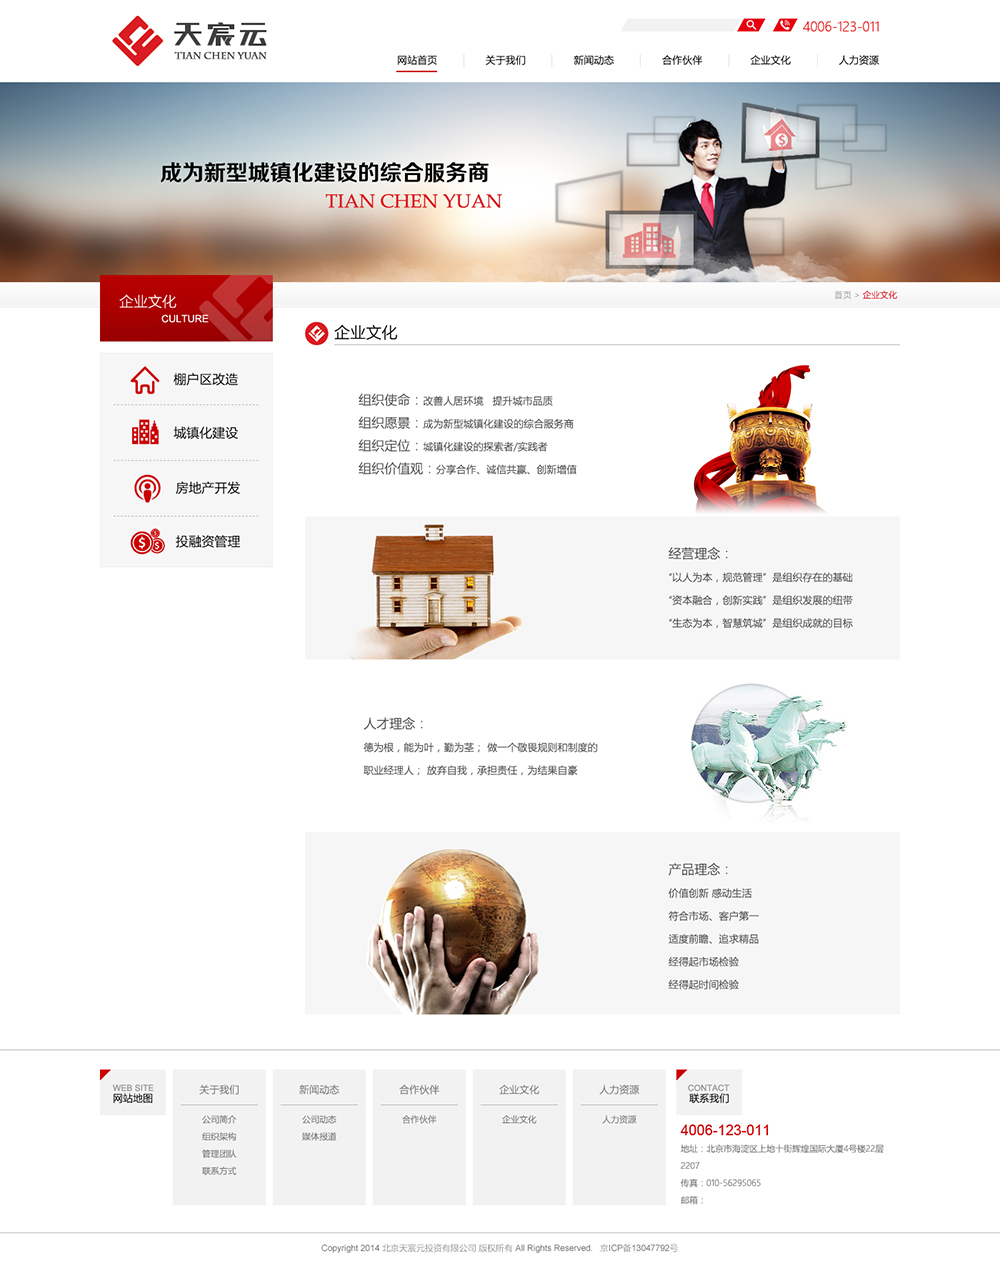 天宸云
TIAN CHEN YUAN
4006-123-011
网站首页 关于我们 新闻动态 合作伙伴 企业文化 人力资源
成为新型城镇化建设的综合服务商
TIAN CHEN YUAN
首页 > 企业文化
企业文化
CULTURE
棚户区改造
城镇化建设
房地产开发
投融资管理
企业文化
组织使命：改善人居环境 提升城市品质
组织愿景：成为新型城镇化建设的综合服务商
组织定位：城镇化建设的探索者/实践者
组织价值观：分享合作、诚信共赢、创新增值
经营理念：
“以人为本，规范管理”是组织存在的基础
“资本融合，创新实践”是组织发展的纽带
“生态为本，智慧筑城”是组织成就的目标
人才理念：
德为根，能为叶，勤为茎； 做一个敬畏规则和制度的
职业经理人； 放弃自我，承担责任，为结果自豪
产品理念：
价值创新 感动生活
符合市场、客户第一
适度前瞻、追求精品
经得起市场检验
经得起时间检验
WEB SITE
网站地图
关于我们
公司简介
组织架构
管理团队
联系方式
新闻动态
公司动态
媒体报道
合作伙伴
合作伙伴
企业文化
企业文化
人力资源
人力资源
CONTACT
联系我们
4006-123-011
地址：北京市海淀区上地十街辉煌国际大厦4号楼22层
2207
传真：010-56295065
邮箱：
Copyright 2014 北京天宸元投资有限公司 版权所有 All Rights Reserved. 京ICP备13047792号